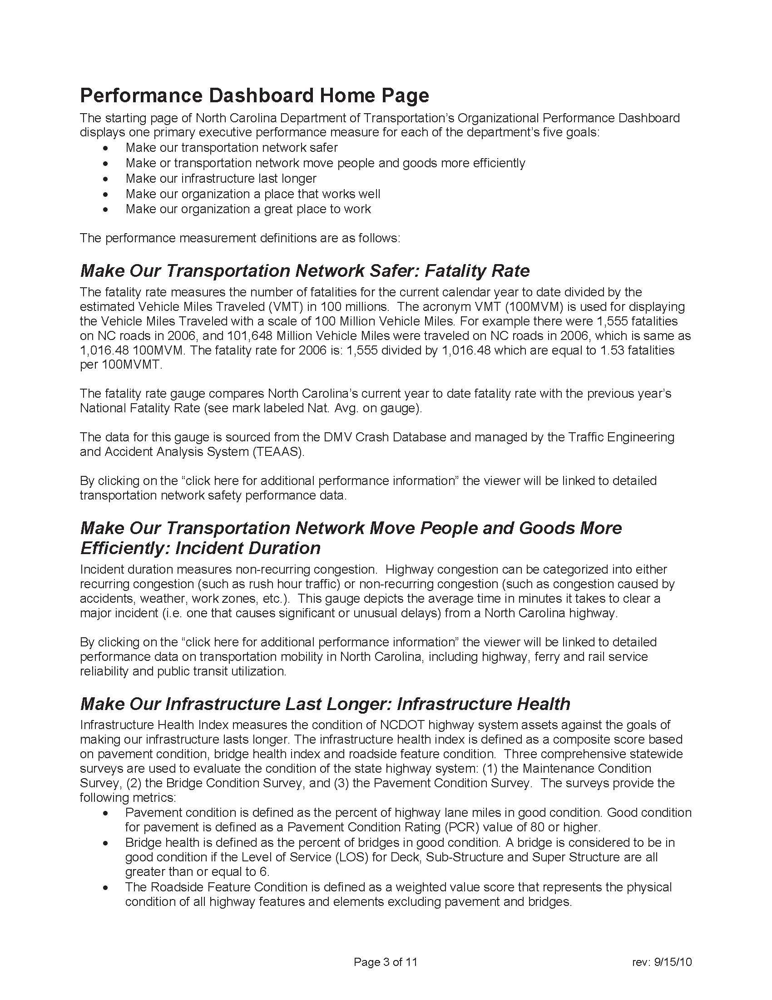 Performance Dashboard Home Page
The starting page of North Carolina Department of Transportation’s Organizational Performance Dashboard
displays one primary executive performance measure for each of the department’s five goals:
• Make our transportation network safer
• Make or transportation network move people and goods more efficiently
• Make our infrastructure last longer
• Make our organization a place that works well
• Make our organization a great place to work
The performance measurement definitions are as follows:
Make Our Transportation Network Safer: Fatality Rate
The fatality rate measures the number of fatalities for the current calendar year to date divided by the
estimated Vehicle Miles Traveled (VMT) in 100 millions.  The acronym VMT (100MVM) is used for displaying
the Vehicle Miles Traveled with a scale of 100 Million Vehicle Miles. For example there were 1,555 fatalities
on NC roads in 2006, and 101,648 Million Vehicle Miles were traveled on NC roads in 2006, which is same as
1,016.48 100MVM. The fatality rate for 2006 is: 1,555 divided by 1,016.48 which are equal to 1.53 fatalities
per 100MVMT.
The fatality rate gauge compares North Carolina’s current year to date fatality rate with the previous year’s
National Fatality Rate (see mark labeled Nat. Avg. on gauge).
The data for this gauge is sourced from the DMV Crash Database and managed by the Traffic Engineering
and Accident Analysis System (TEAAS).
By clicking on the “click here for additional performance information” the viewer will be linked to detailed
transportation network safety performance data.
Make Our Transportation Network Move People and Goods More
Efficiently: Incident Duration
Incident duration measures non-recurring congestion.  Highway congestion can be categorized into either
recurring congestion (such as rush hour traffic) or non-recurring congestion (such as congestion caused by
accidents, weather, work zones, etc.).  This gauge depicts the average time in minutes it takes to clear a
major incident (i.e. one that causes significant or unusual delays) from a North Carolina highway.
By clicking on the “click here for additional performance information” the viewer will be linked to detailed
performance data on transportation mobility in North Carolina, including highway, ferry and rail service
reliability and public transit utilization.
Make Our Infrastructure Last Longer: Infrastructure Health
Infrastructure Health Index measures the condition of NCDOT highway system assets against the goals of
making our infrastructure lasts longer. The infrastructure health index is defined as a composite score based
on pavement condition, bridge health index and roadside feature condition.  Three comprehensive statewide
surveys are used to evaluate the condition of the state highway system: (1) the Maintenance Condition
Survey, (2) the Bridge Condition Survey, and (3) the Pavement Condition Survey.  The surveys provide the
following metrics:
• Pavement condition is defined as the percent of highway lane miles in good condition. Good condition
for pavement is defined as a Pavement Condition Rating (PCR) value of 80 or higher.
• Bridge health is defined as the percent of bridges in good condition. A bridge is considered to be in
good condition if the Level of Service (LOS) for Deck, Sub-Structure and Super Structure are all
greater than or equal to 6.
• The Roadside Feature Condition is defined as a weighted value score that represents the physical
condition of all highway features and elements excluding pavement and bridges.
Page 3 of 11 rev: 9/15/10